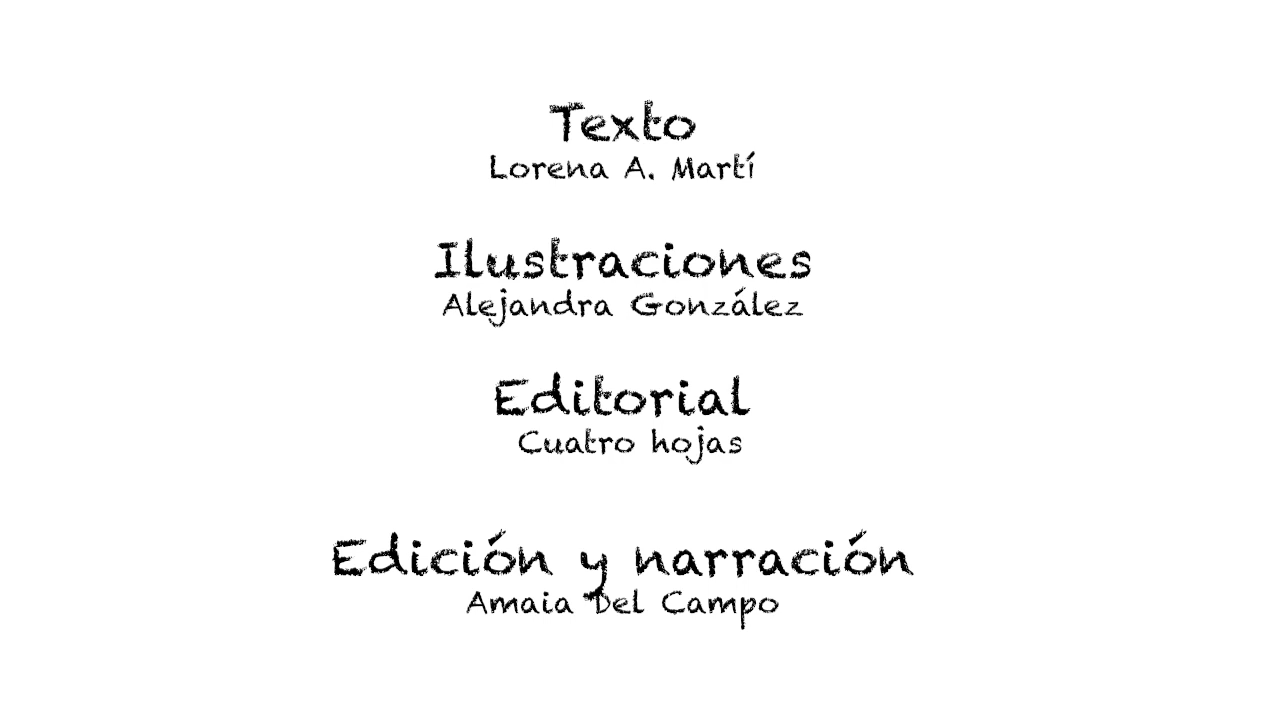 Texto
Lorena A. Martí
Ilustraciones
Alejandra González
Editorial
Cuatro hojas
Edición y narración
Amaia Del Campo